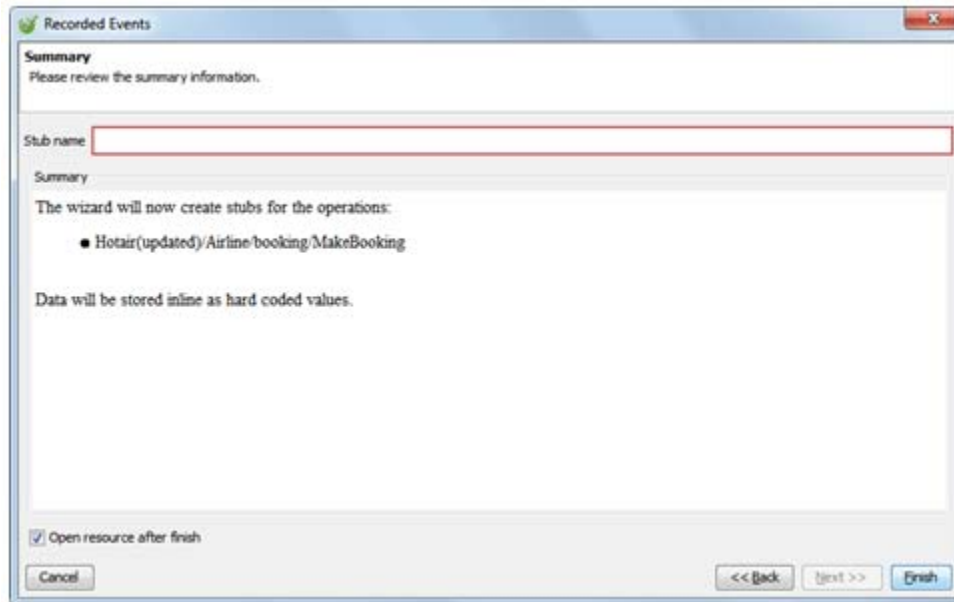 Recorded Events
Summary
Please review the summary information.
Stub name
Summary
The wizard will now create stubs for the operations:
Hotair(updated)/Airline/booking/MakeBooking
Data will be stored inline as hard coded values.
Open resource after finish
Cancel
<< Back
Next >>
Finish